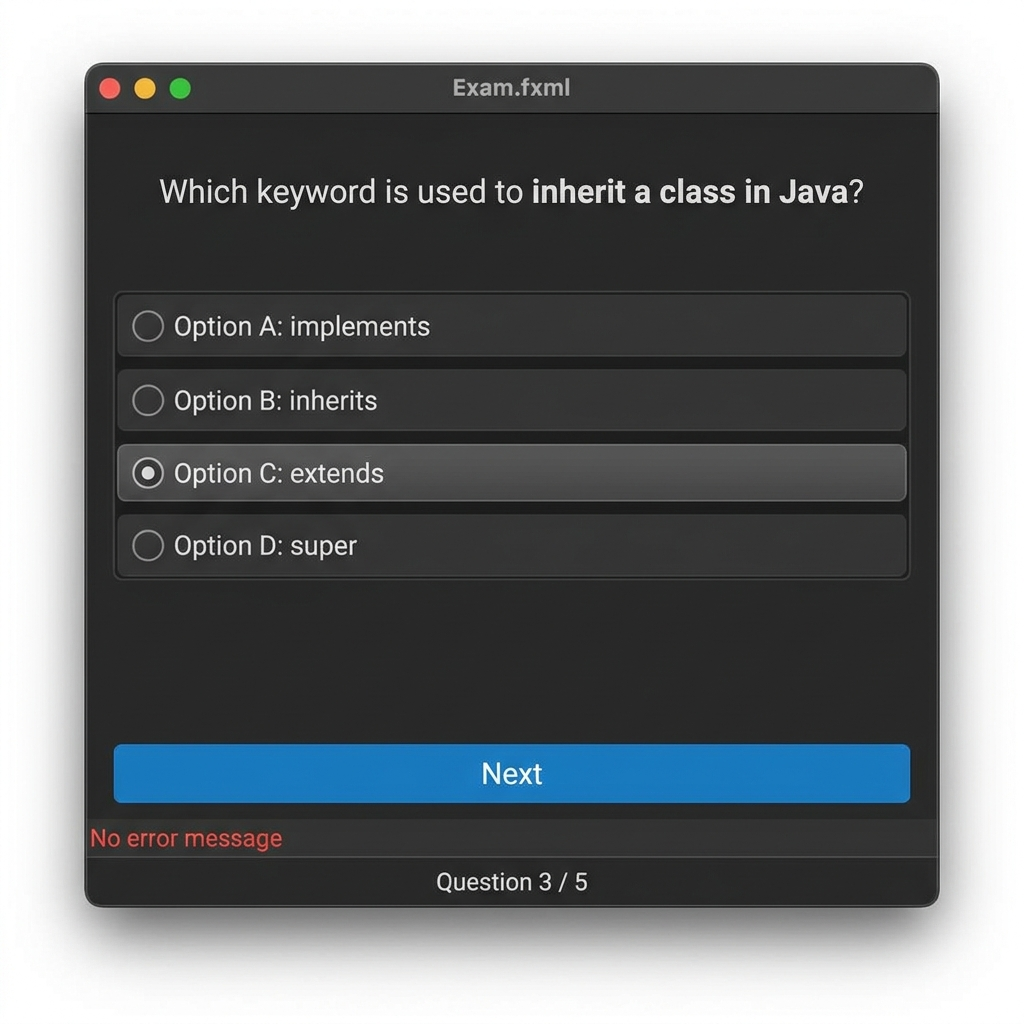 Exam.fxml
Which keyword is used to inherit a class in Java?
Option A: implements
Option B: inherits
Option C: extends
Option D: super
Next
No error message
Question 3 / 5